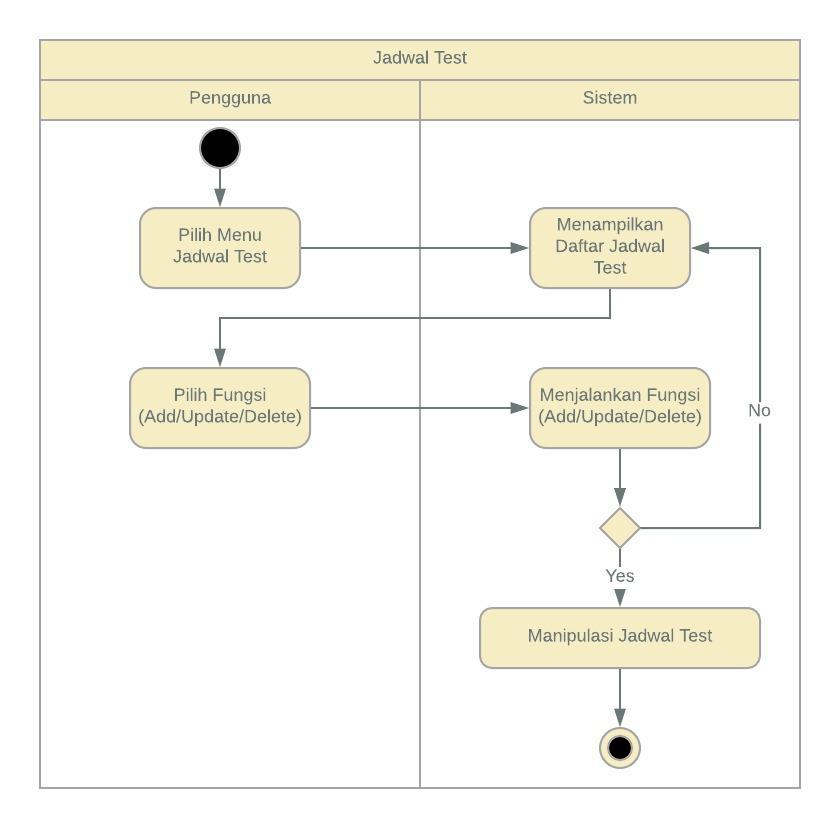 Jadwal Test
Pengguna
Sistem
Pilih Menu
Jadwal Test
Menampilkan
Daftar Jadwal
Test
Pilih Fungsi
(Add/Update/Delete)
Menjalankan Fungsi
(Add/Update/Delete)
No
Yes
Manipulasi Jadwal Test